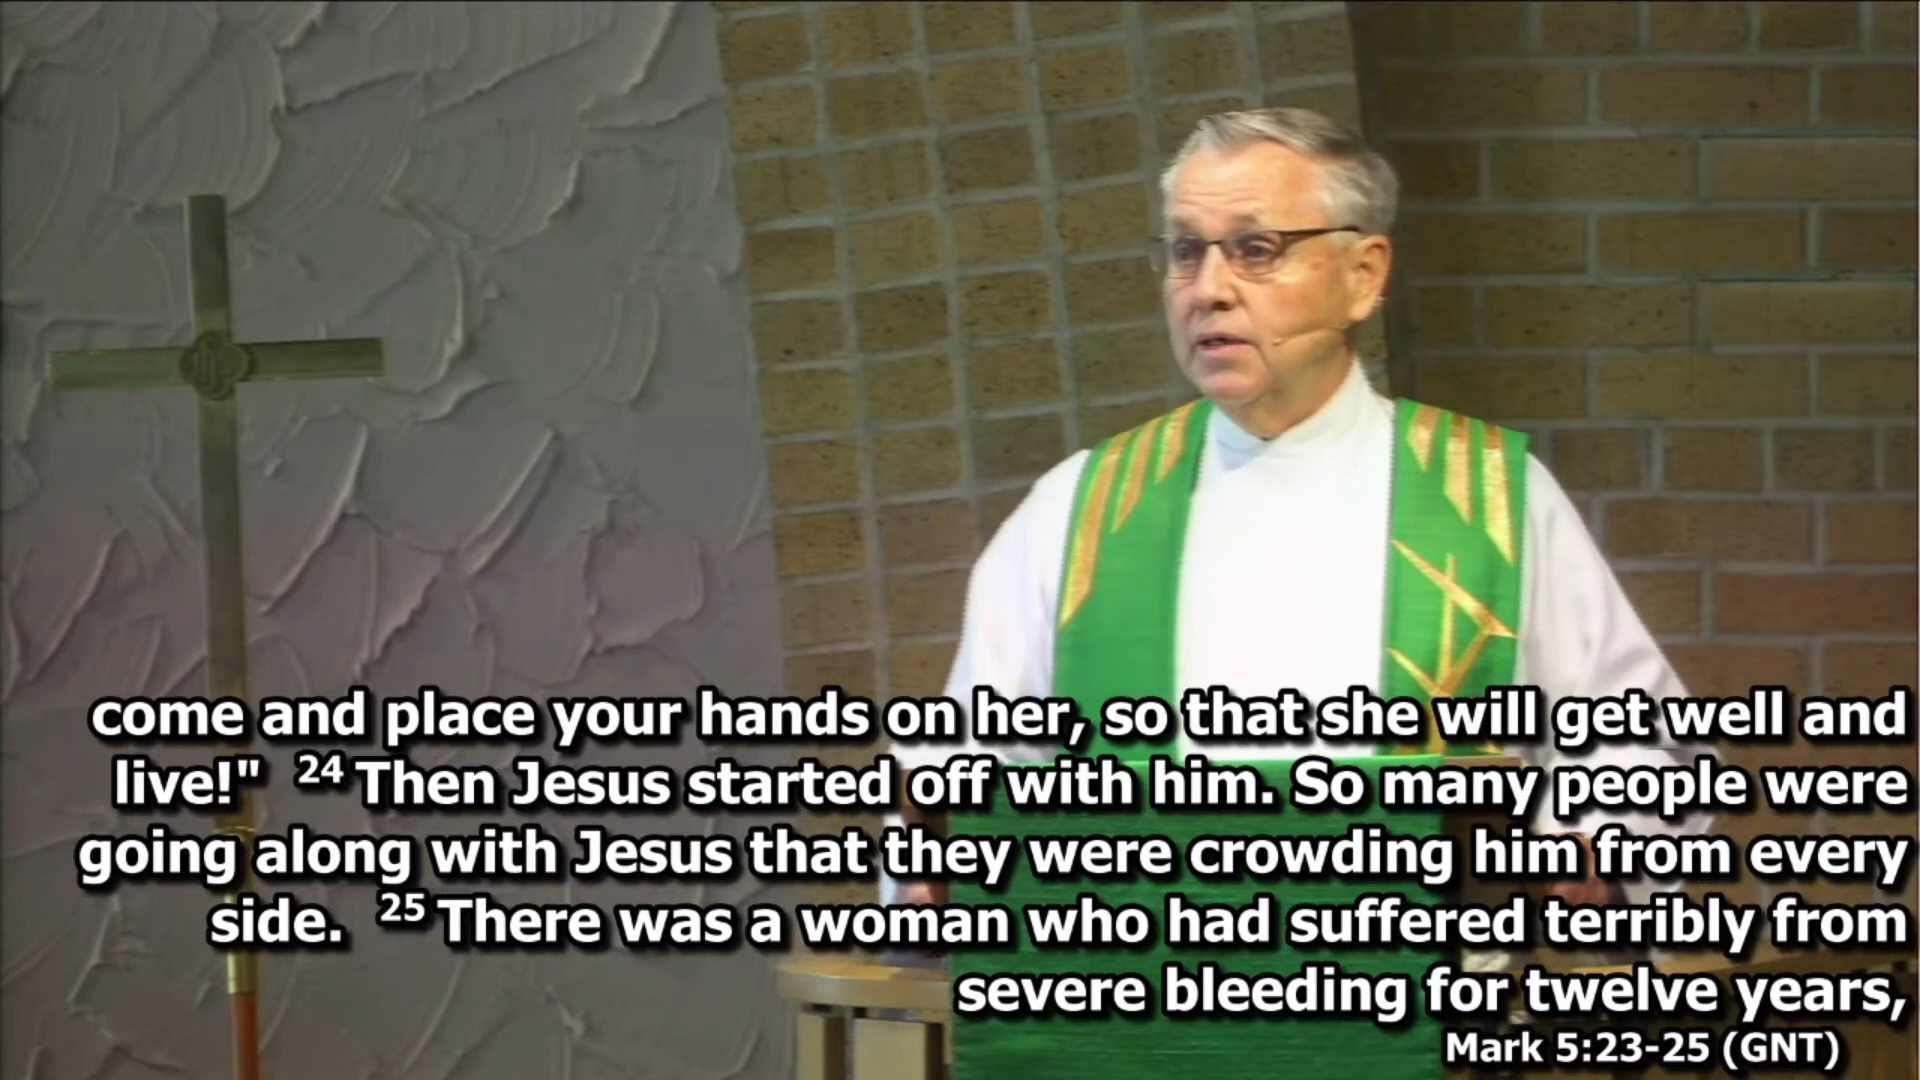 come and place your hands on her, so that she will get well and
live!" 24 Then Jesus started off with him. So many people were
going along with Jesus that they were crowding him from every
side. 25 There was a woman who had suffered terribly from
severe bleeding for twelve years,
Mark 5:23-25 (GNT)